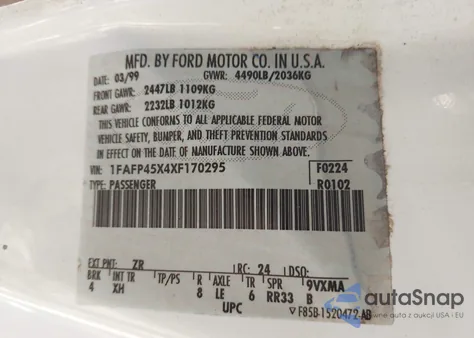 MFD. BY FORD MOTOR CO. IN U.S.A.
DATE: 03/99 GVWR: 4490LB/2036KG
FRONT GAWR: 2447LB 1109KG
REAR GAWR: 2232LB 1012KG
THIS VEHICLE CONFORMS TO ALL APPLICABLE FEDERAL MOTOR
VEHICLE SAFETY, BUMPER, AND THEFT PREVENTION STANDARDS
IN EFFECT ON THE DATE OF MANUFACTURE SHOWN ABOVE.
VIN: 1FAFP45X4XF170295 F0224
TYPE: PASSENGER R0102
EXT PNT: ZR RC: 24 DSO:
BRK INT TR TP/PS R AXLE TR SPR 9VXMA
4 XH 8 LE 6 RR33 B
UPC ▽F85B-1520472-AB
autoSnap